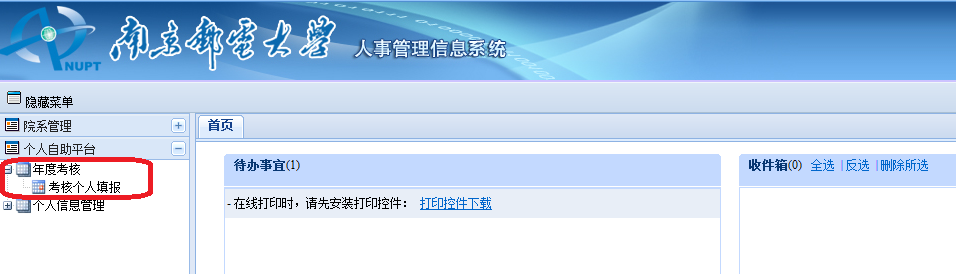 NUPT
南京邮电大学 人事管理信息系统
隐藏菜单
院系管理
个人自助平台
年度考核
考核个人填报
个人信息管理
首页
待办事宜(1)
- 在线打印时，请先安装打印控件： 打印控件下载
收件箱(0) 全选 |反选 |删除所选